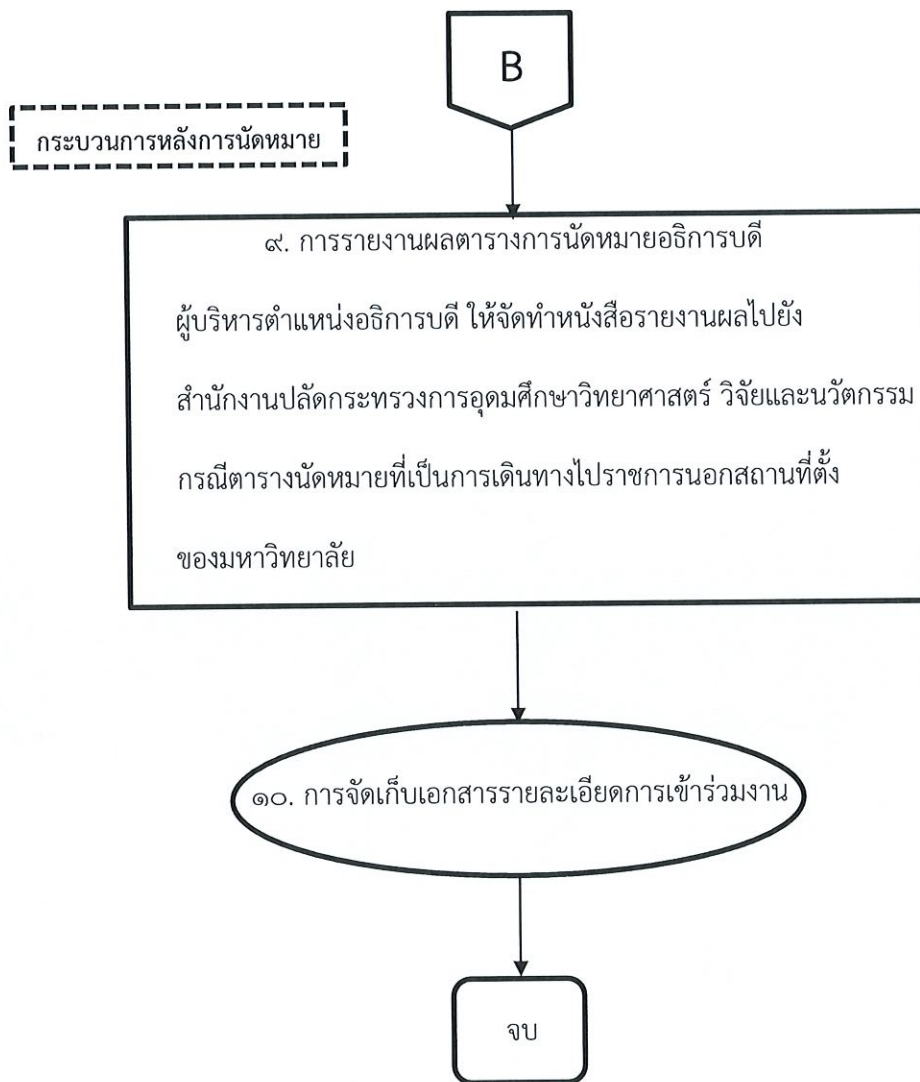 B
กระบวนการหลังการนัดหมาย
๙. การรายงานผลตารางการนัดหมายอธิการบดี
ผู้บริหารตำแหน่งอธิการบดี ให้จัดทำหนังสือรายงานผลไปยัง
สำนักงานปลัดกระทรวงการอุดมศึกษาวิทยาศาสตร์ วิจัยและนวัตกรรม
กรณีตารางนัดหมายที่เป็นการเดินทางไปราชการนอกสถานที่ตั้ง
ของมหาวิทยาลัย
๑๐. การจัดเก็บเอกสารรายละเอียดการเข้าร่วมงาน
จบ